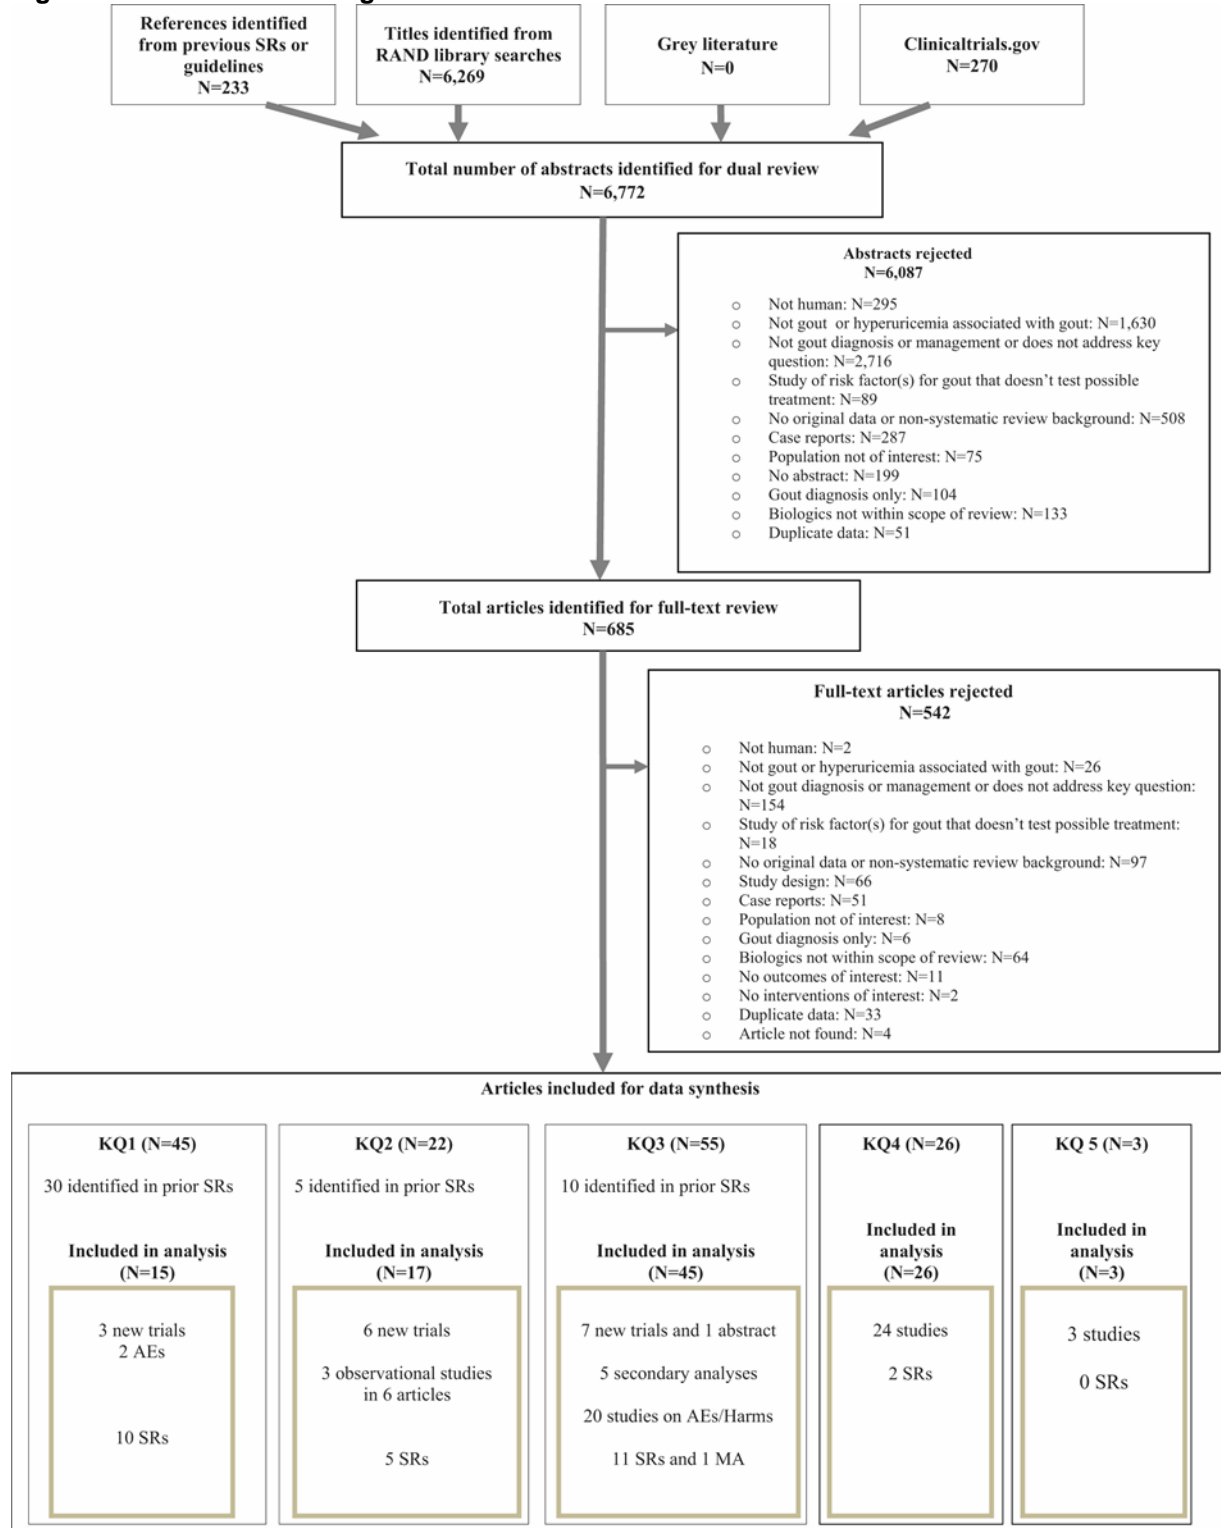 References identified
from previous SRs or
guidelines
N=233
Titles identified from
RAND library searches
N=6,269
Grey literature
N=0
Clinicaltrials.gov
N=270
Total number of abstracts identified for dual review
N=6,772
Abstracts rejected
N=6,087
o Not human: N=295
o Not gout or hyperuricemia associated with gout: N=1,630
o Not gout diagnosis or management or does not address key
question: N=2,716
o Study of risk factor(s) for gout that doesn't test possible
treatment: N=89
o No original data or non-systematic review background: N=508
o Case reports: N=287
o Population not of interest: N=75
o No abstract: N=199
o Gout diagnosis only: N=104
o Biologics not within scope of review: N=133
o Duplicate data: N=51
Total articles identified for full-text review
N=685
Full-text articles rejected
N=542
o Not human: N=2
o Not gout or hyperuricemia associated with gout: N=26
o Not gout diagnosis or management or does not address key question:
N=154
o Study of risk factor(s) for gout that doesn't test possible treatment:
N=18
o No original data or non-systematic review background: N=97
o Study design: N=66
o Case reports: N=51
o Population not of interest: N=8
o Gout diagnosis only: N=6
o Biologics not within scope of review: N=64
o No outcomes of interest: N=11
o No interventions of interest: N=2
o Duplicate data: N=33
o Article not found: N=4
Articles included for data synthesis
KQ1 (N=45)
30 identified in prior SRs
Included in analysis
(N=15)
3 new trials
2 AEs
10 SRs
KQ2 (N=22)
5 identified in prior SRs
Included in analysis
(N=17)
6 new trials
3 observational studies
in 6 articles
5 SRs
KQ3 (N=55)
10 identified in prior SRs
Included in analysis
(N=45)
7 new trials and 1 abstract
5 secondary analyses
20 studies on AEs/Harms
11 SRs and 1 MA
KQ4 (N=26)
Included in
analysis
(N=26)
24 studies
2 SRs
KQ 5 (N=3)
Included in
analysis
(N=3)
3 studies
0 SRs